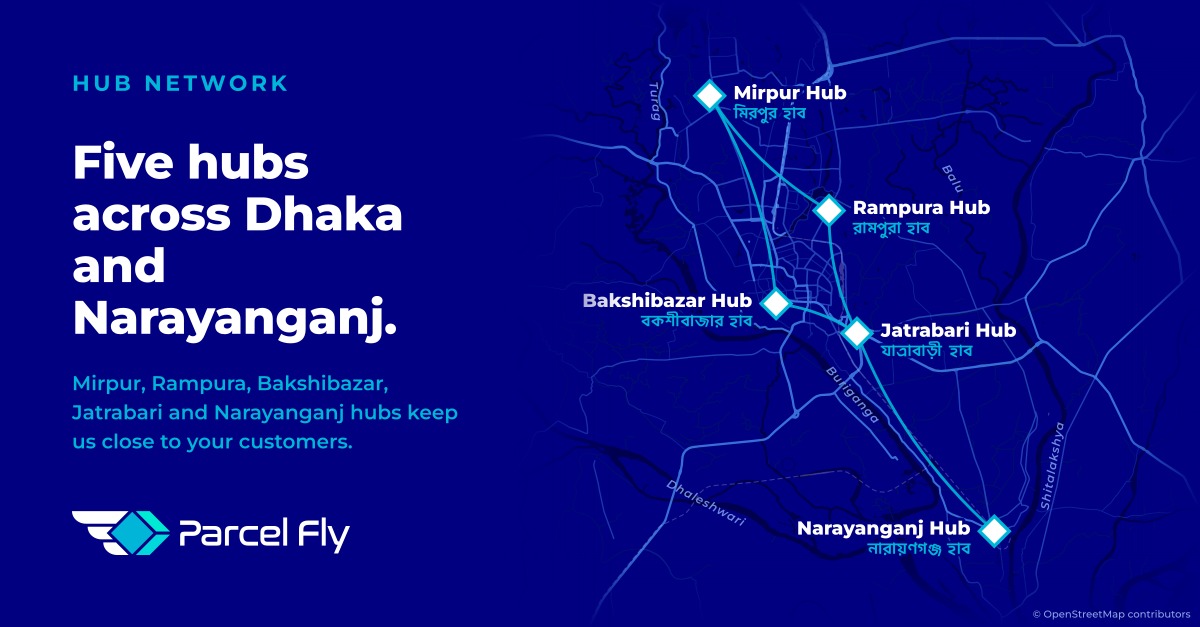 HUB NETWORK
Five hubs
across Dhaka
and
Narayanganj.
Mirpur, Rampura, Bakshibazar,
Jatrabari and Narayanganj hubs keep
us close to your customers.
Parcel Fly
Turag
Mirpur Hub
মিরপুর হাব
Balu
Rampura Hub
রামপুরা হাব
Bakshibazar Hub
বকশীবাজার হাব
Jatrabari Hub
যাত্রাবাড়ী হাব
Buriganga
Shitalakshya
Dhaleshwari
Narayanganj Hub
নারায়ণগঞ্জ হাব
© OpenStreetMap contributors